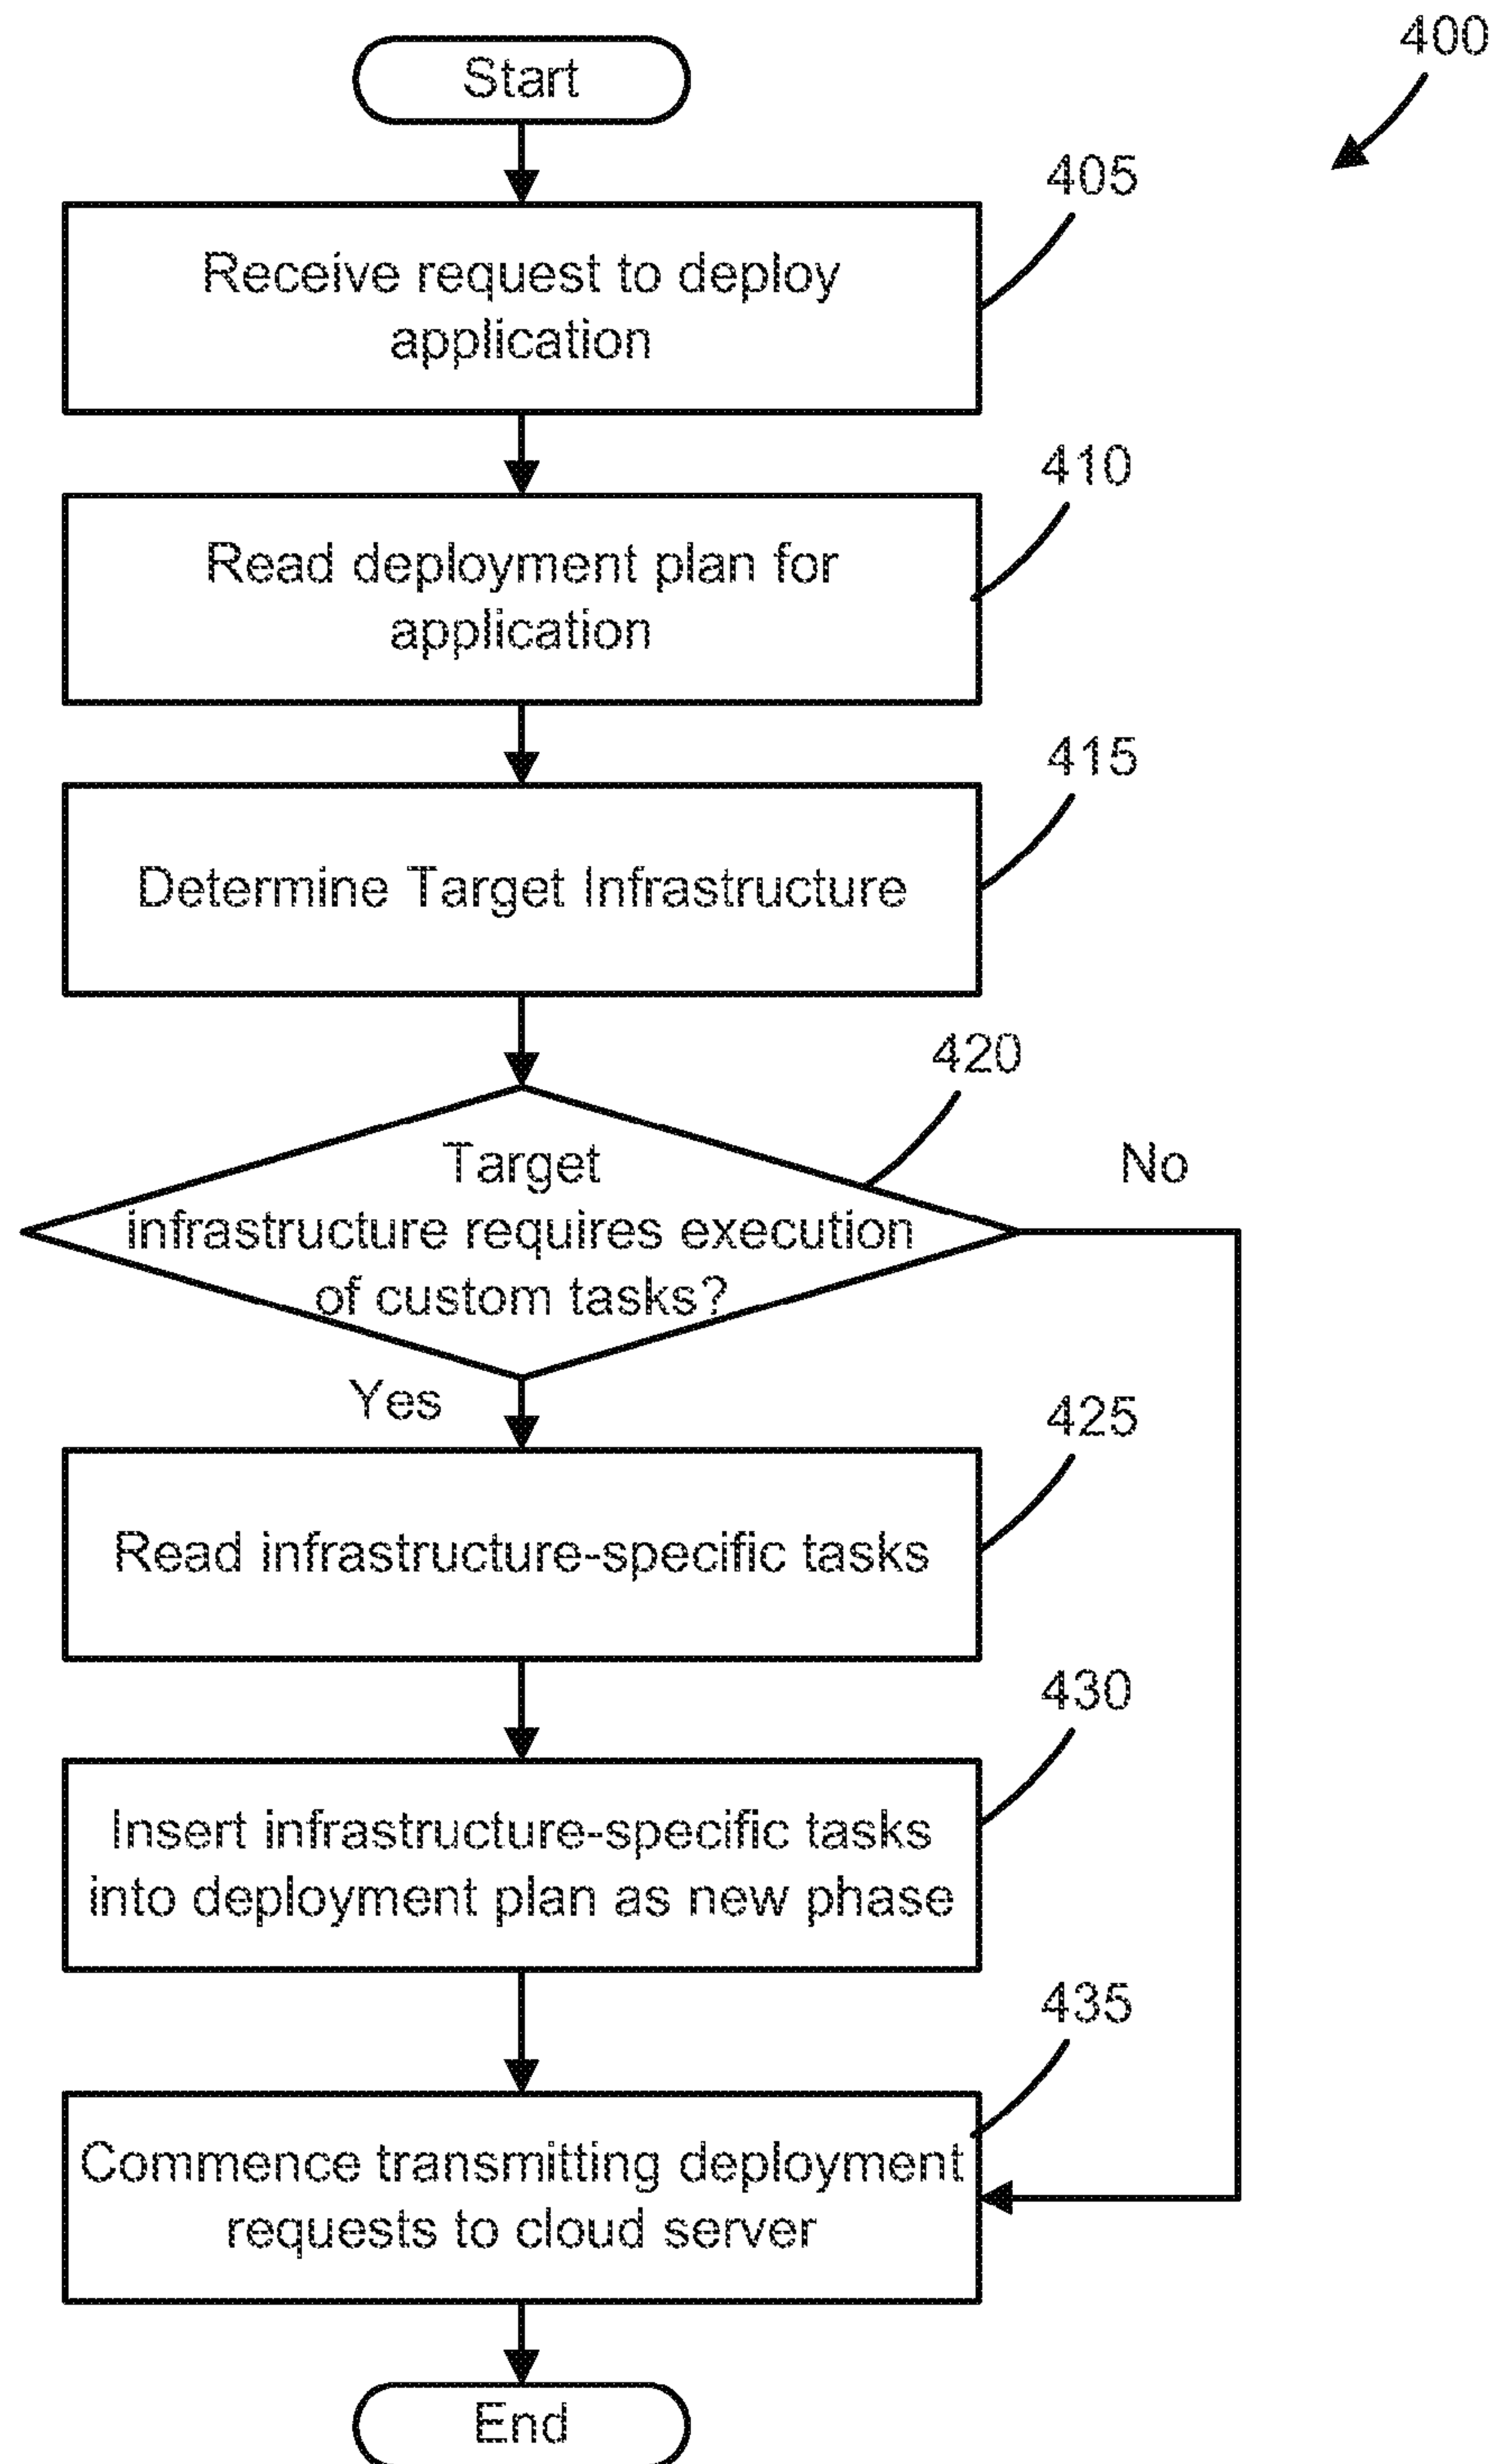 400
Start
405
Receive request to deploy
application
410
Read deployment plan for
application
415
Determine Target Infrastructure
420
Target
infrastructure requires execution
of custom tasks?
No
Yes
425
Read infrastructure-specific tasks
430
Insert infrastructure-specific tasks
into deployment plan as new phase
435
Commence transmitting deployment
requests to cloud server
End